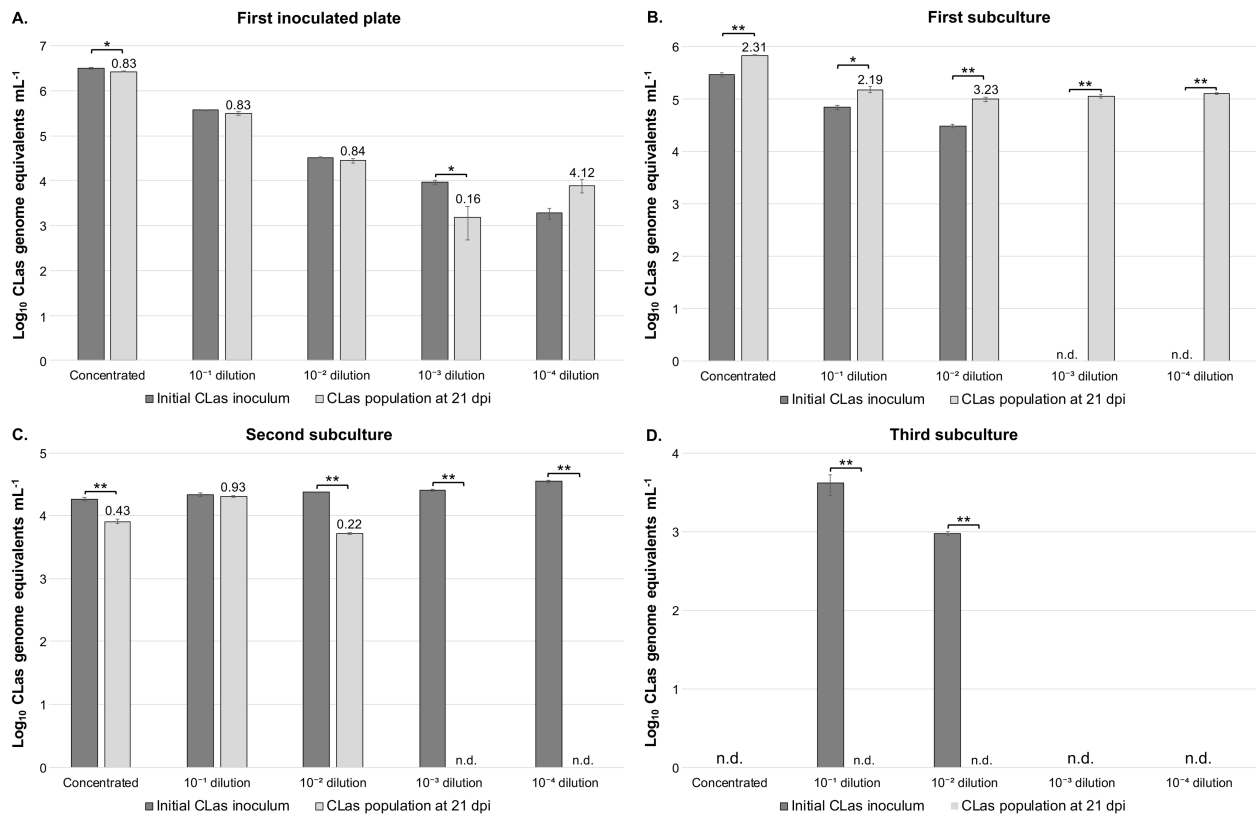 A.
First inoculated plate
Log₁₀ CLas genome equivalents mL⁻¹
7
6
5
4
3
2
1
0
*
0.83
0.83
0.84
*
0.16
4.12
Concentrated
10⁻¹ dilution
10⁻² dilution
10⁻³ dilution
10⁻⁴ dilution
Initial CLas inoculum
CLas population at 21 dpi
B.
First subculture
Log₁₀ CLas genome equivalents mL⁻¹
6
5
4
3
2
1
0
**
2.31
*
2.19
**
3.23
**
**
n.d.
n.d.
Concentrated
10⁻¹ dilution
10⁻² dilution
10⁻³ dilution
10⁻⁴ dilution
Initial CLas inoculum
CLas population at 21 dpi
C.
Second subculture
Log₁₀ CLas genome equivalents mL⁻¹
5
4
3
2
1
0
**
0.43
0.93
**
0.22
**
**
n.d.
n.d.
Concentrated
10⁻¹ dilution
10⁻² dilution
10⁻³ dilution
10⁻⁴ dilution
Initial CLas inoculum
CLas population at 21 dpi
D.
Third subculture
Log₁₀ CLas genome equivalents mL⁻¹
4
3
2
1
0
**
**
n.d.
n.d.
n.d.
n.d.
n.d.
Concentrated
10⁻¹ dilution
10⁻² dilution
10⁻³ dilution
10⁻⁴ dilution
Initial CLas inoculum
CLas population at 21 dpi